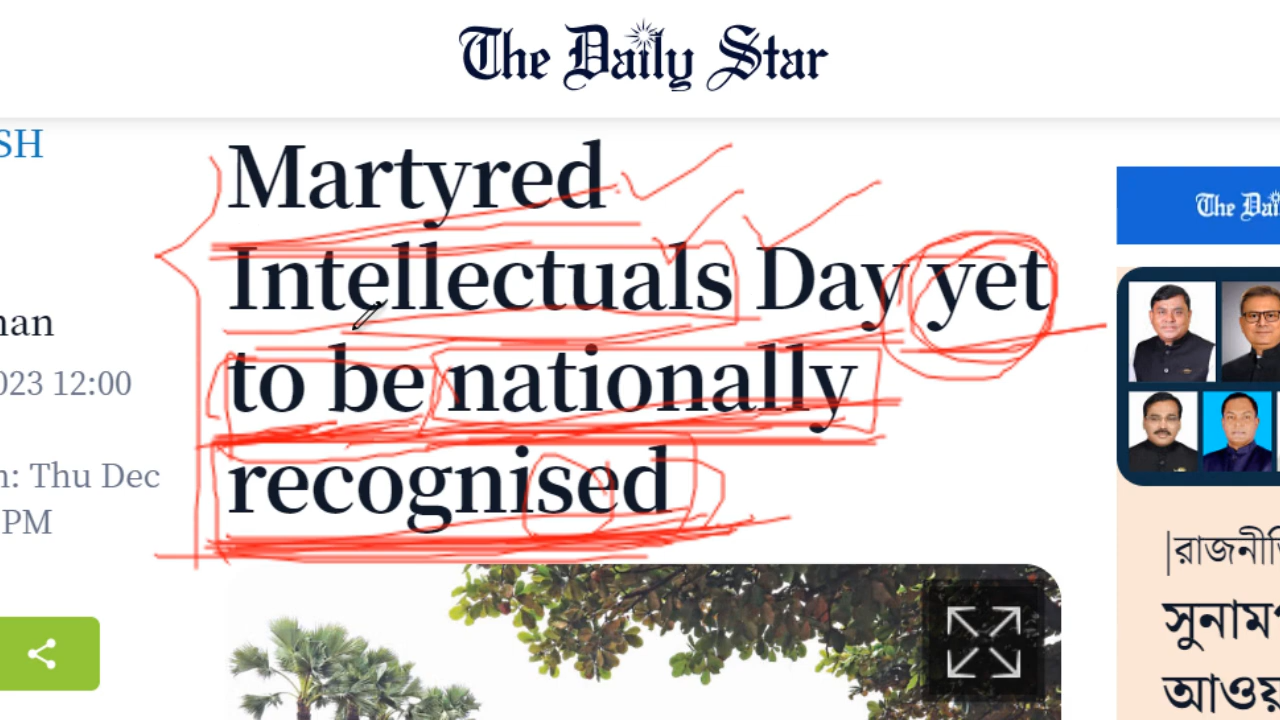 The Daily Star
SH
Martyred
Intellectuals Day yet
to be nationally
recognised
023 12:00
: Thu Dec
PM
The Dai
রাজনীতি
আওয়